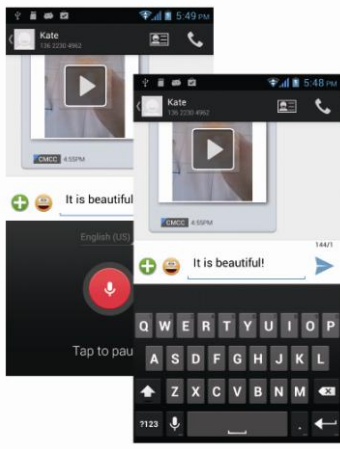 5:49 PM
Kate
136 2230 4962
CMCC 4:55PM
It is beautiful
English (US)
Tap to pau
5:48 PM
Kate
136 2230 4962
CMCC 4:55PM
144/1
It is beautiful!
Q W E R T Y U I O P
A S D F G H J K L
Z X C V B N M
?123 .